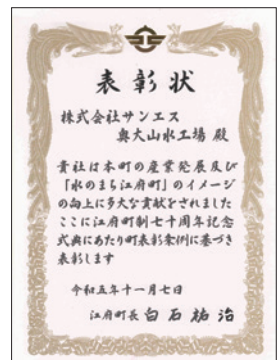 表彰状
株式会社サンエス
奥大山水工場 殿
貴社は本町の産業発展及び
「水のまち江府町」のイメージ
の向上に多大な貢献をされました
ここに江府町制七十周年記念
式典にあたり町表彰条例に基づき
表彰します
令和五年十一月七日
江府町長 白石祐治